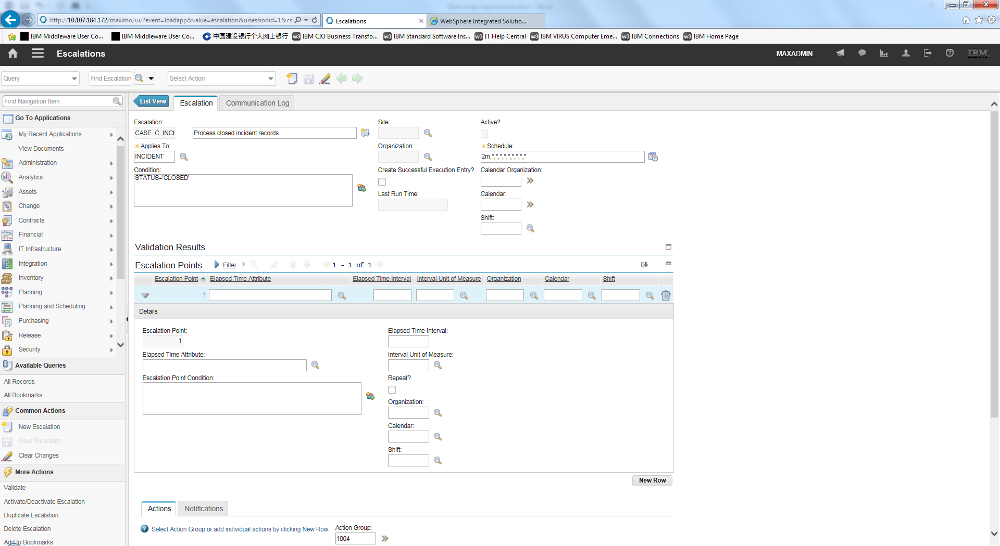 http://10.107.184.172/maximo/ui/?event=loadapp&value=escalation&uisessionid=1&cs
Escalations
WebSphere Integrated Solutio...
IBM Middleware User Co...
IBM Middleware User Co...
中国建设银行个人网上银行
w3 IBM CIO Business Transfo...
w3 IBM Standard Software Ins...
w3 IT Help Central
w3 IBM VIRUS Computer Eme...
w3 IBM Connections
w3 IBM Home Page
Escalations
MAXADMIN
IBM.
Query
Find Escalation
Select Action
Find Navigation Item
Go To Applications
My Recent Applications
View Documents
Administration
Analytics
Assets
Change
Contracts
Financial
IT Infrastructure
Integration
Inventory
Planning
Planning and Scheduling
Purchasing
Release
Security
Available Queries
All Records
All Bookmarks
Common Actions
New Escalation
Save Escalation
Clear Changes
More Actions
Validate
Activate/Deactivate Escalation
Duplicate Escalation
Delete Escalation
Add to Bookmarks
List View
Escalation
Communication Log
Escalation:
CASE_C_INCI
Process closed incident records
Site:
Active?
Applies To:
INCIDENT
Organization:
Schedule:
2m,*,*,*,*,*,*,*,*,*
Condition:
STATUS='CLOSED'
Create Successful Execution Entry?
Calendar Organization:
Last Run Time:
Calendar:
Shift:
Validation Results
Escalation Points
Filter
1 - 1 of 1
Escalation Point
Elapsed Time Attribute
Elapsed Time Interval
Interval Unit of Measure
Organization
Calendar
Shift
1
Details
Escalation Point:
1
Elapsed Time Interval:
Elapsed Time Attribute:
Interval Unit of Measure:
Escalation Point Condition:
Repeat?
Organization:
Calendar:
Shift:
New Row
Actions
Notifications
Select Action Group or add individual actions by clicking New Row.
Action Group:
1004